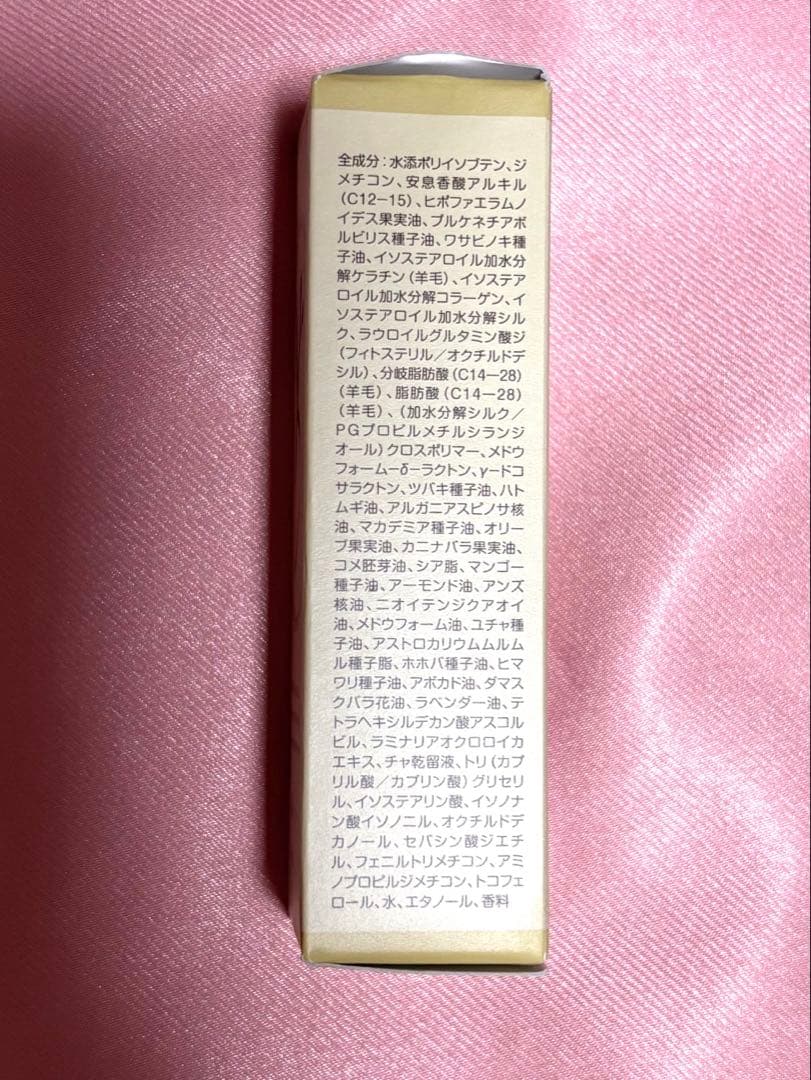 全成分：水添ポリイソブテン、ジ
メチコン、安息香酸アルキル
（C12-15）、ヒポファエラムノ
イデス果実油、プルケネチアボ
ルビリス種子油、ワサビノキ種
子油、イソステアロイル加水分
解ケラチン（羊毛）、イソステア
ロイル加水分解コラーゲン、イ
ソステアロイル加水分解シル
ク、ラウロイルグルタミン酸ジ
（フィトステリル／オクチルドデ
シル）、分岐脂肪酸（C14ー28）
（羊毛）、脂肪酸（C14ー28）
（羊毛）、（加水分解シルク／
PGプロピルメチルシランジ
オール）クロスポリマー、メドウ
フォームーδーラクトン、γードコ
サラクトン、ツバキ種子油、ハト
ムギ油、アルガニアスピノサ核
油、マカデミア種子油、オリー
ブ果実油、カニナバラ果実油、
コメ胚芽油、シア脂、マンゴー
種子油、アーモンド油、アンズ
核油、ニオイテンジクアオイ
油、メドウフォーム油、ユチャ種
子油、アストロカリウムムルム
ル種子脂、ホホバ種子油、ヒマ
ワリ種子油、アボカド油、ダマス
クバラ花油、ラベンダー油、テ
トラヘキシルデカン酸アスコル
ビル、ラミナリアオクロロイカ
エキス、チャ乾留液、トリ（カプ
リル酸／カプリン酸）グリセリ
ル、イソステアリン酸、イソノナ
ン酸イソノニル、オクチルドデ
カノール、セバシン酸ジエチ
ル、フェニルトリメチコン、アミ
ノプロピルジメチコン、トコフェ
ロール、水、エタノール、香料